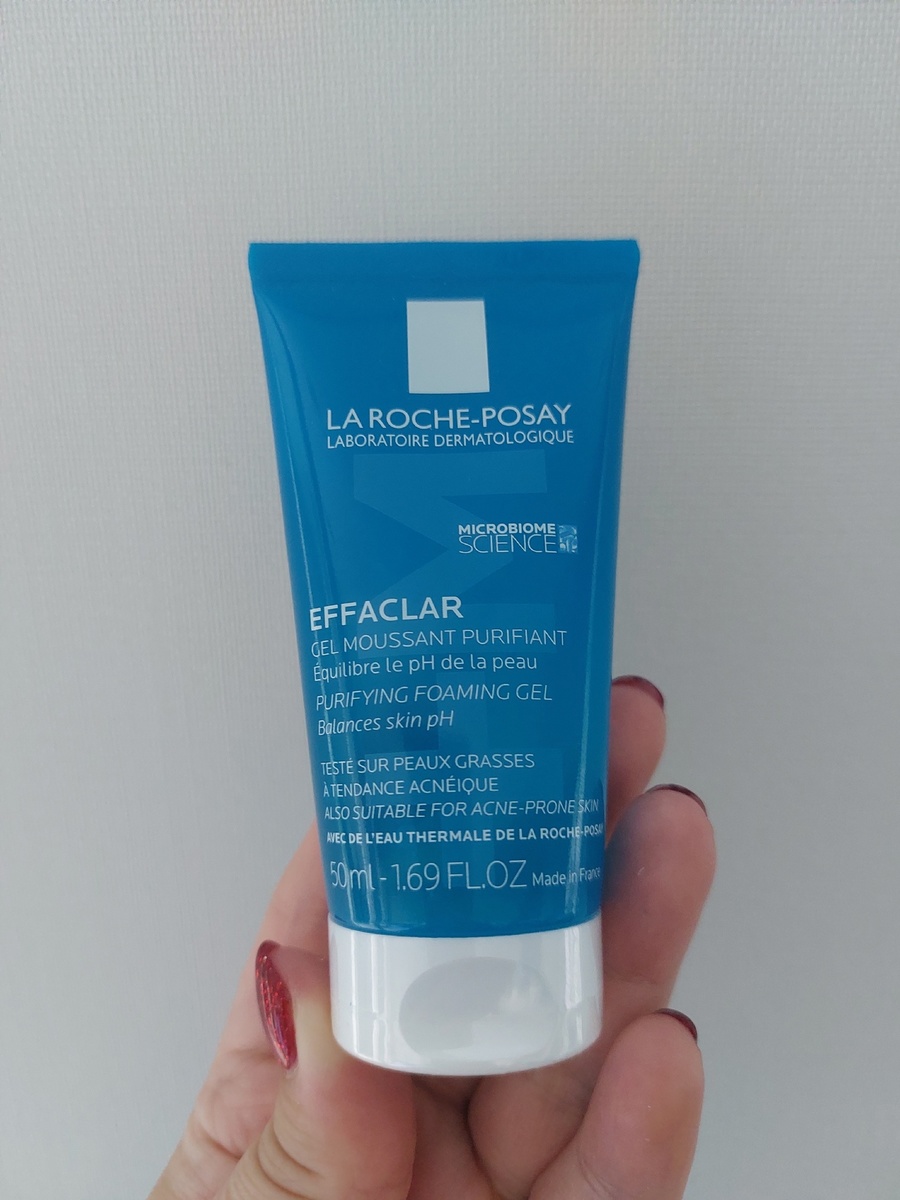 LA ROCHE-POSAY
LABORATOIRE DERMATOLOGIQUE
MICROBIOME
SCIENCE
EFFACLAR
GEL MOUSSANT PURIFIANT
Équilibre le pH de la peau
PURIFYING FOAMING GEL
Balances skin pH
TESTÉ SUR PEAUX GRASSES
À TENDANCE ACNÉIQUE
ALSO SUITABLE FOR ACNE-PRONE SKIN
AVEC DE L'EAU THERMALE DE LA ROCHE-POSAY
50 ml - 1.69 FL.OZ Made in France